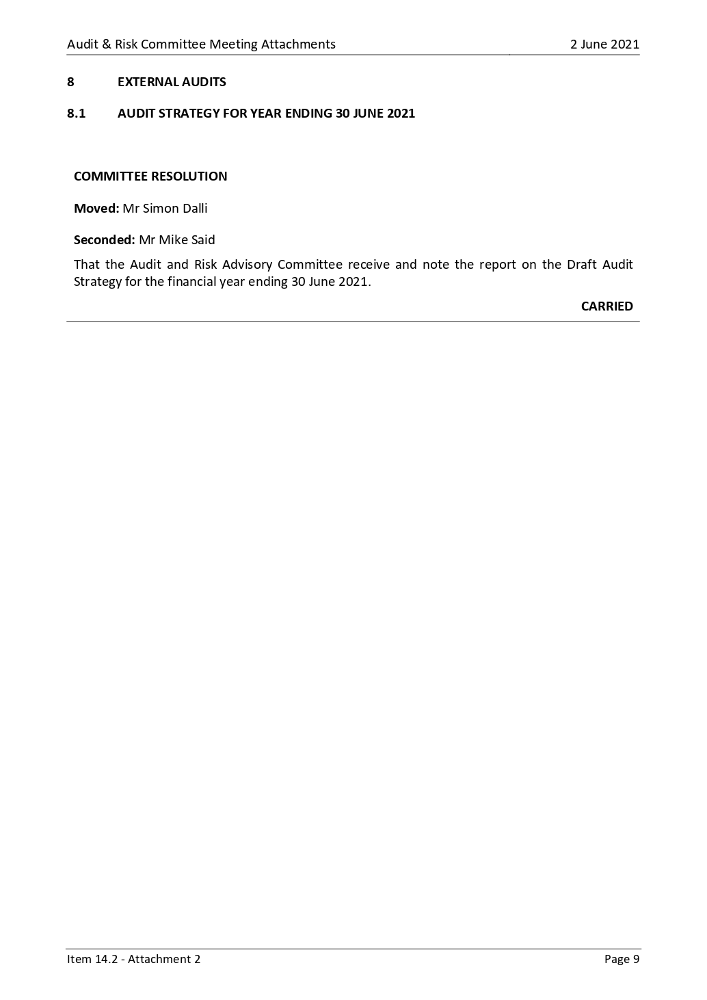 Audit & Risk Committee Meeting Attachments 2 June 2021
8 EXTERNAL AUDITS
8.1 AUDIT STRATEGY FOR YEAR ENDING 30 JUNE 2021
COMMITTEE RESOLUTION
Moved: Mr Simon Dalli
Seconded: Mr Mike Said
That the Audit and Risk Advisory Committee receive and note the report on the Draft Audit
Strategy for the financial year ending 30 June 2021.
CARRIED
Item 14.2 - Attachment 2 Page 9